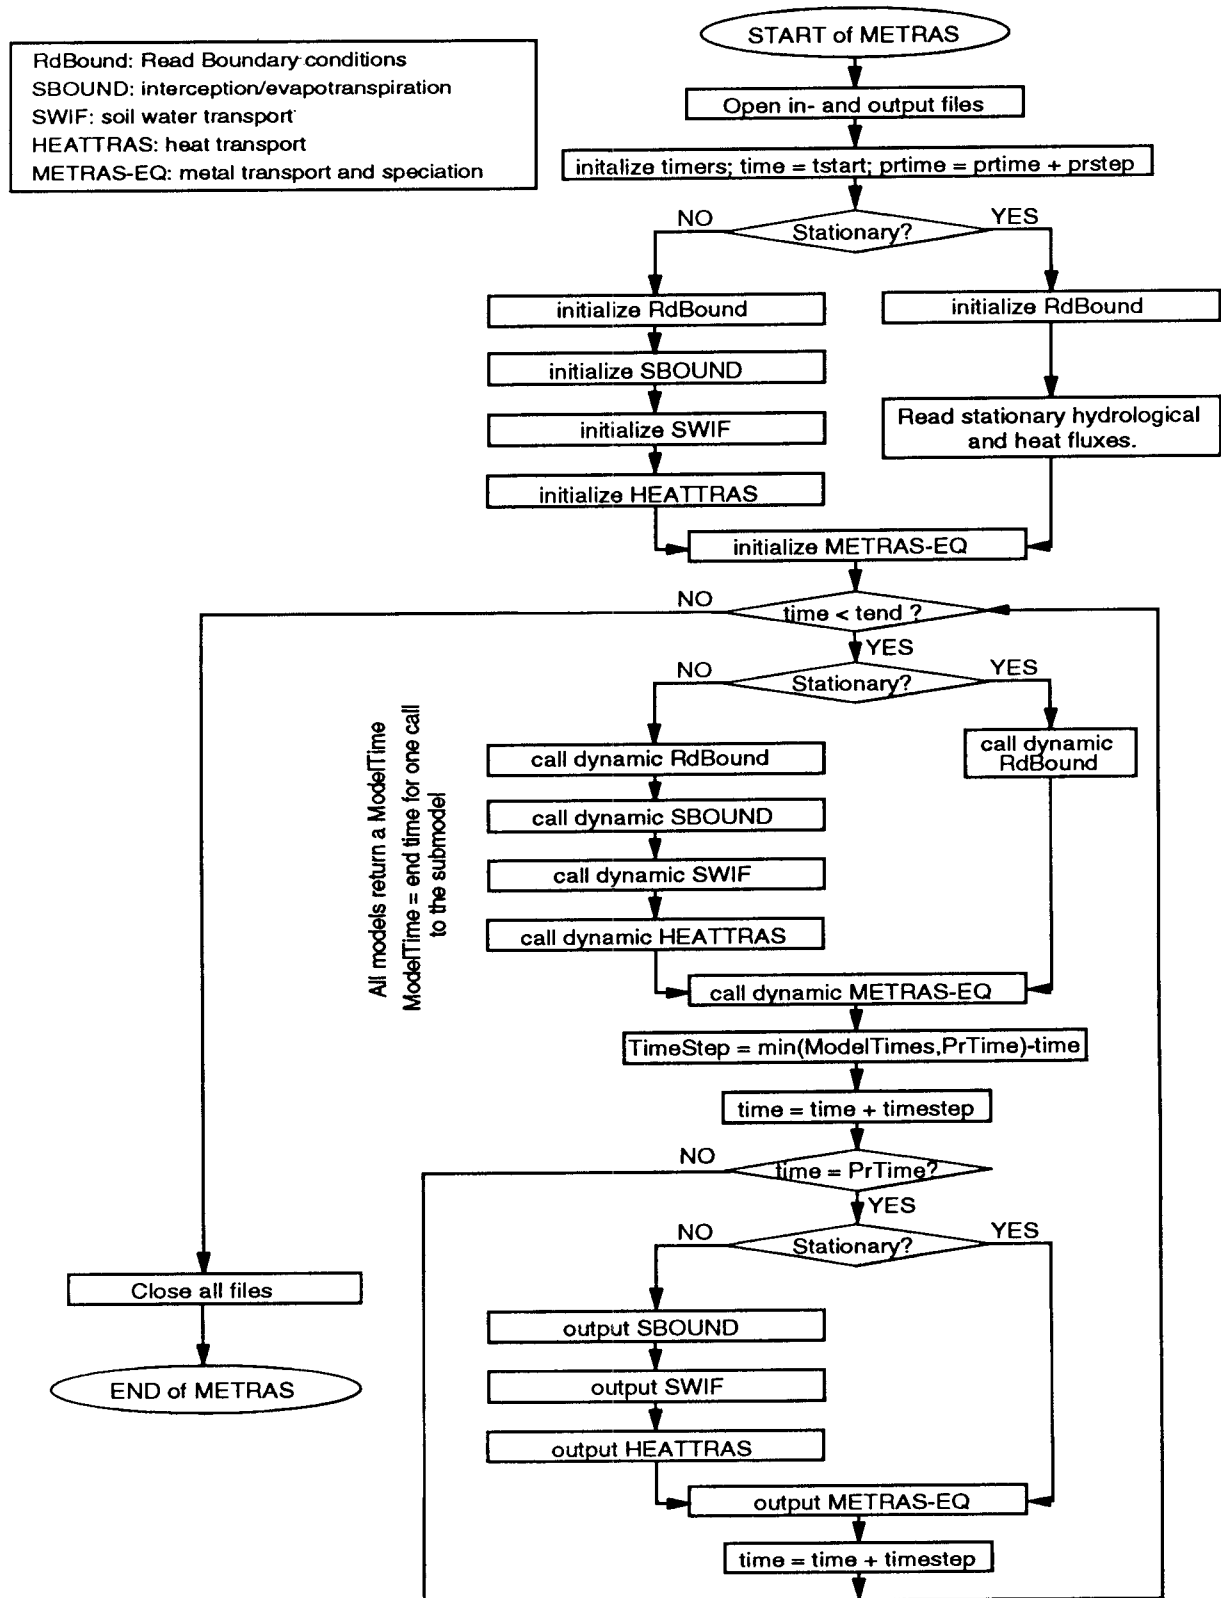 RdBound: Read Boundary conditions
SBOUND: interception/evapotranspiration
SWIF: soil water transport
HEATTRAS: heat transport
METRAS-EQ: metal transport and speciation
START of METRAS
Open in- and output files
initalize timers; time = tstart; prtime = prtime + prstep
NO
Stationary?
YES
initialize RdBound
initialize SBOUND
initialize SWIF
initialize HEATTRAS
initialize RdBound
Read stationary hydrological
and heat fluxes.
initialize METRAS-EQ
NO
time < tend ?
YES
NO
Stationary?
YES
All models return a ModelTime
ModelTime = end time for one call
to the submodel
call dynamic RdBound
call dynamic SBOUND
call dynamic SWIF
call dynamic HEATTRAS
call dynamic
RdBound
call dynamic METRAS-EQ
TimeStep = min(ModelTimes,PrTime)-time
time = time + timestep
NO
time = PrTime?
YES
NO
Stationary?
YES
Close all files
END of METRAS
output SBOUND
output SWIF
output HEATTRAS
output METRAS-EQ
time = time + timestep